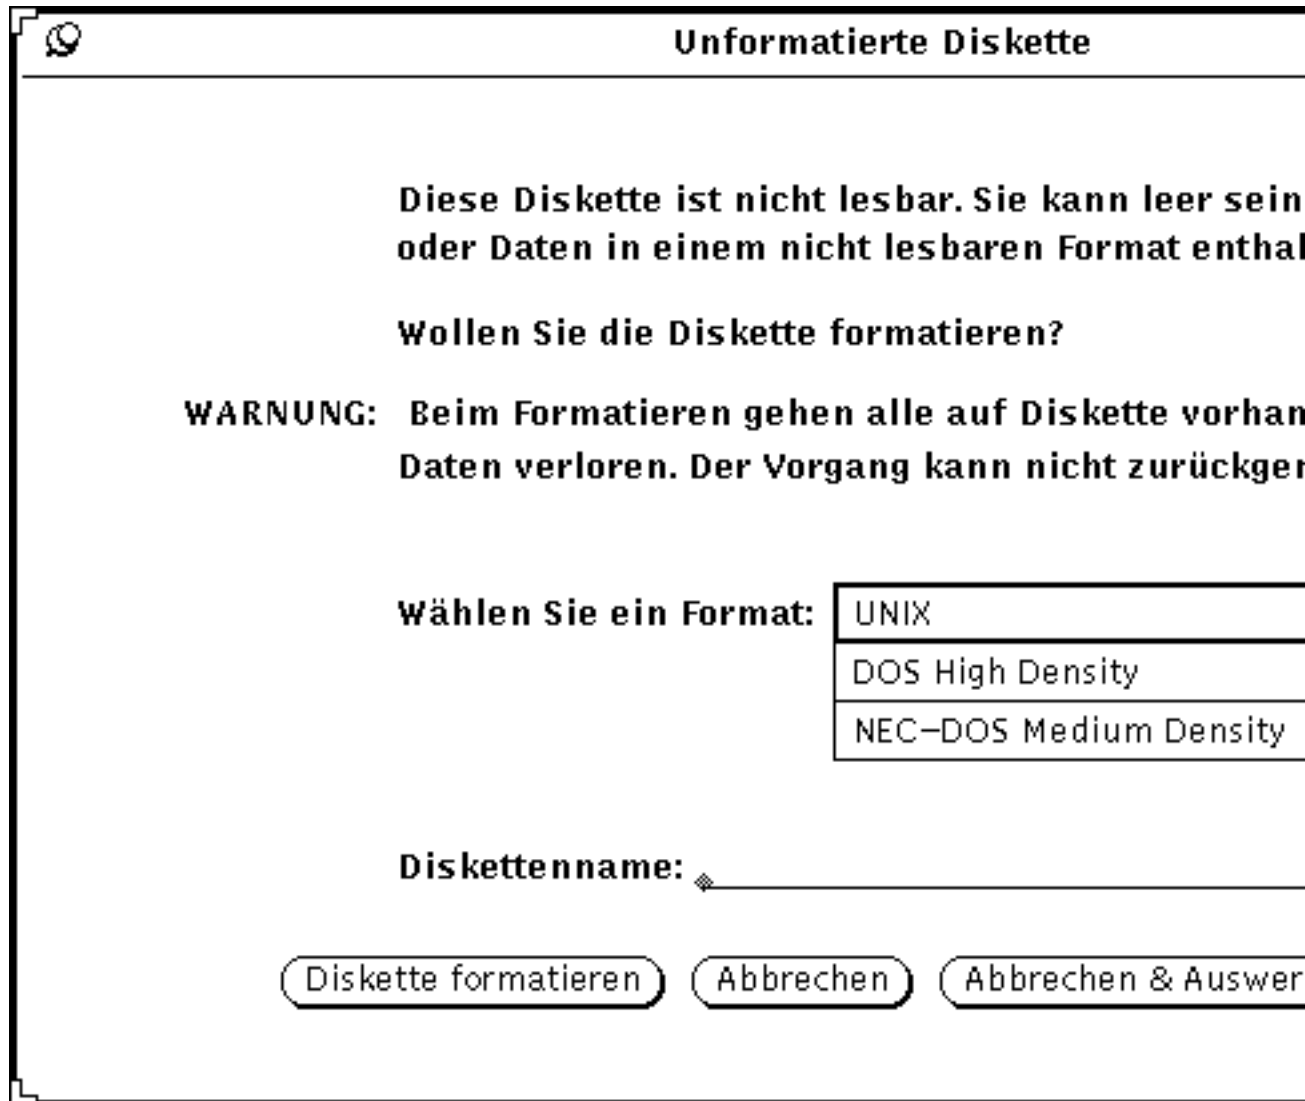 Unformatierte Diskette
Diese Diskette ist nicht lesbar. Sie kann leer sein
oder Daten in einem nicht lesbaren Format enthal
Wollen Sie die Diskette formatieren?
WARNUNG: Beim Formatieren gehen alle auf Diskette vorhan
Daten verloren. Der Vorgang kann nicht zurückger
Wählen Sie ein Format: UNIX
DOS High Density
NEC–DOS Medium Density
Diskettenname:
Diskette formatieren Abbrechen Abbrechen & Auswer